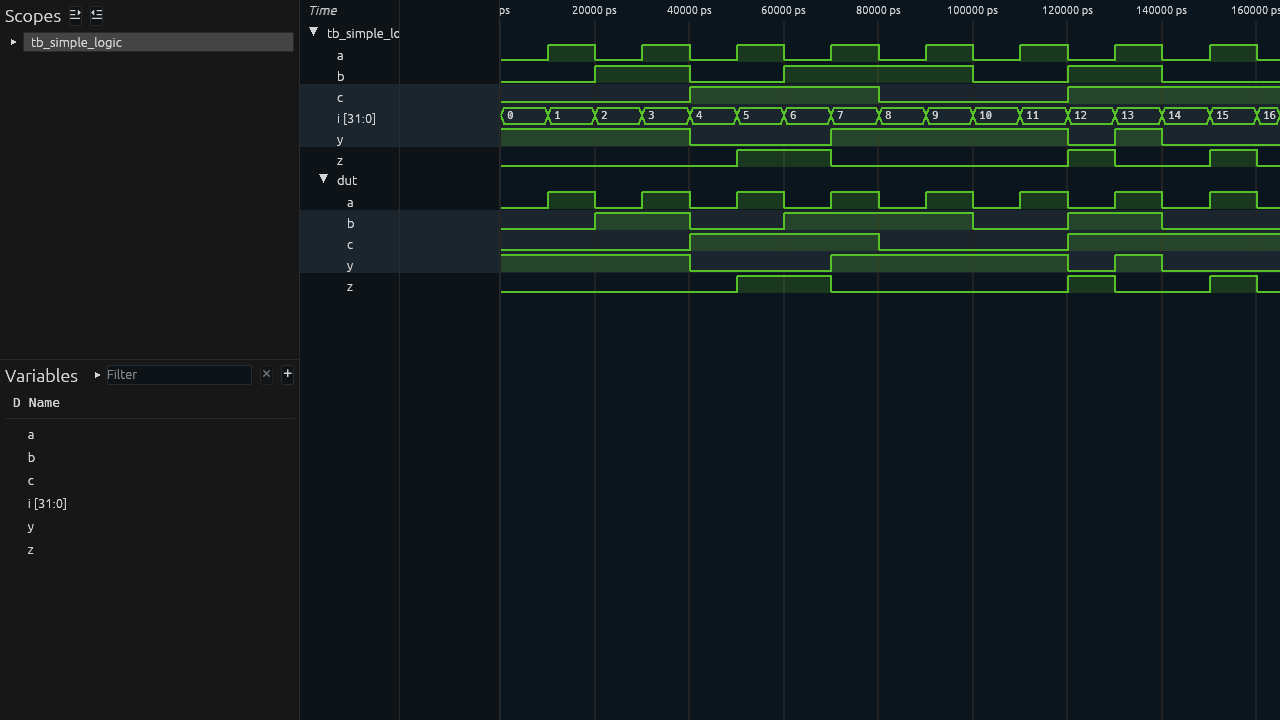 Scopes
tb_simple_logic
Variables
Filter
D Name
a
b
c
i [31:0]
y
z
Time
tb_simple_lc
a
b
c
i [31:0]
y
z
dut
a
b
c
y
z
ps 20000 ps 40000 ps 60000 ps 80000 ps 100000 ps 120000 ps 140000 ps 160000 ps
0 1 2 3 4 5 6 7 8 9 10 11 12 13 14 15 16